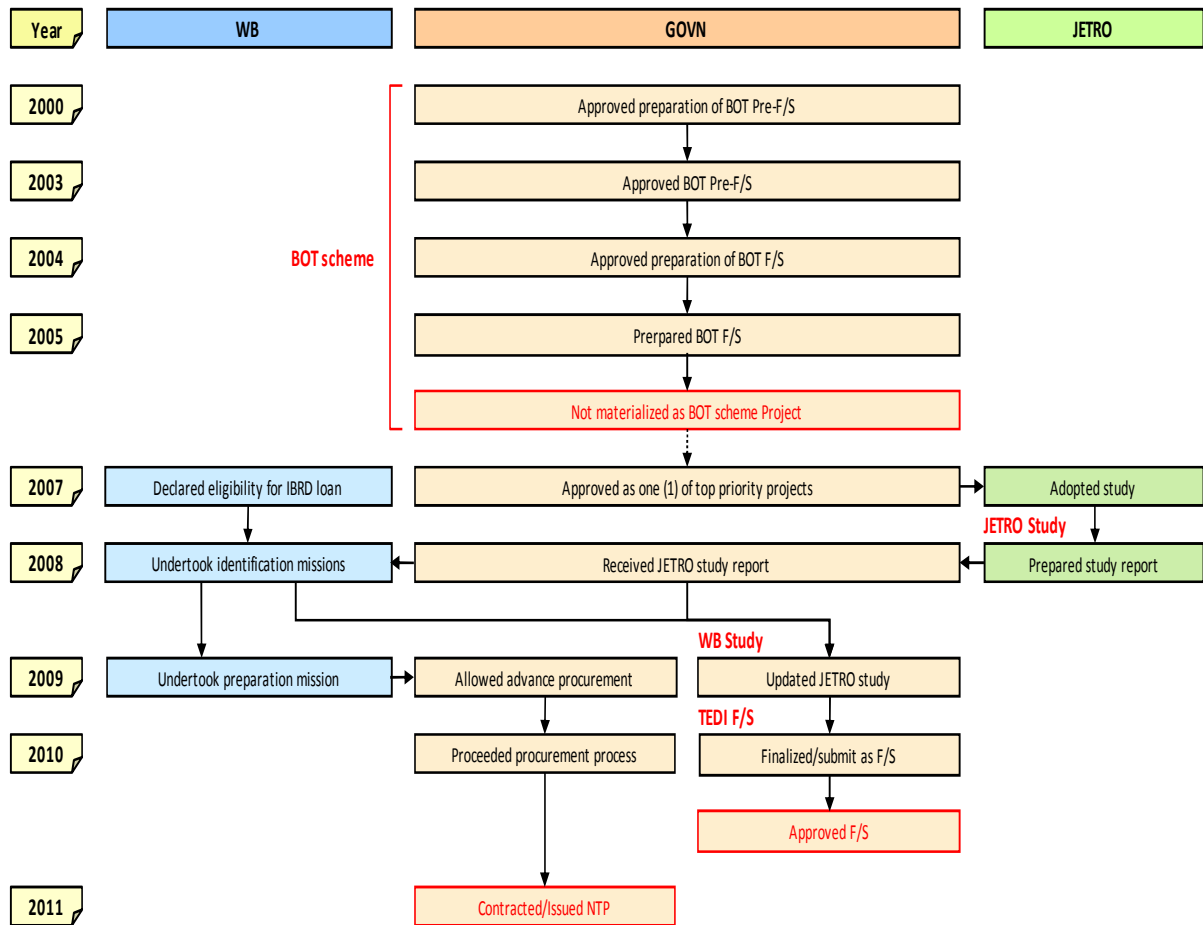 Year
WB
GOVN
JETRO
2000
Approved preparation of BOT Pre-F/S
2003
Approved BOT Pre-F/S
BOT scheme
2004
Approved preparation of BOT F/S
2005
Prerpared BOT F/S
Not materialized as BOT scheme Project
2007
Declared eligibility for IBRD loan
Approved as one (1) of top priority projects
Adopted study
JETRO Study
2008
Undertook identification missions
Received JETRO study report
Prepared study report
WB Study
2009
Undertook preparation mission
Allowed advance procurement
Updated JETRO study
TEDI F/S
2010
Proceeded procurement process
Finalized/submit as F/S
Approved F/S
2011
Contracted/Issued NTP